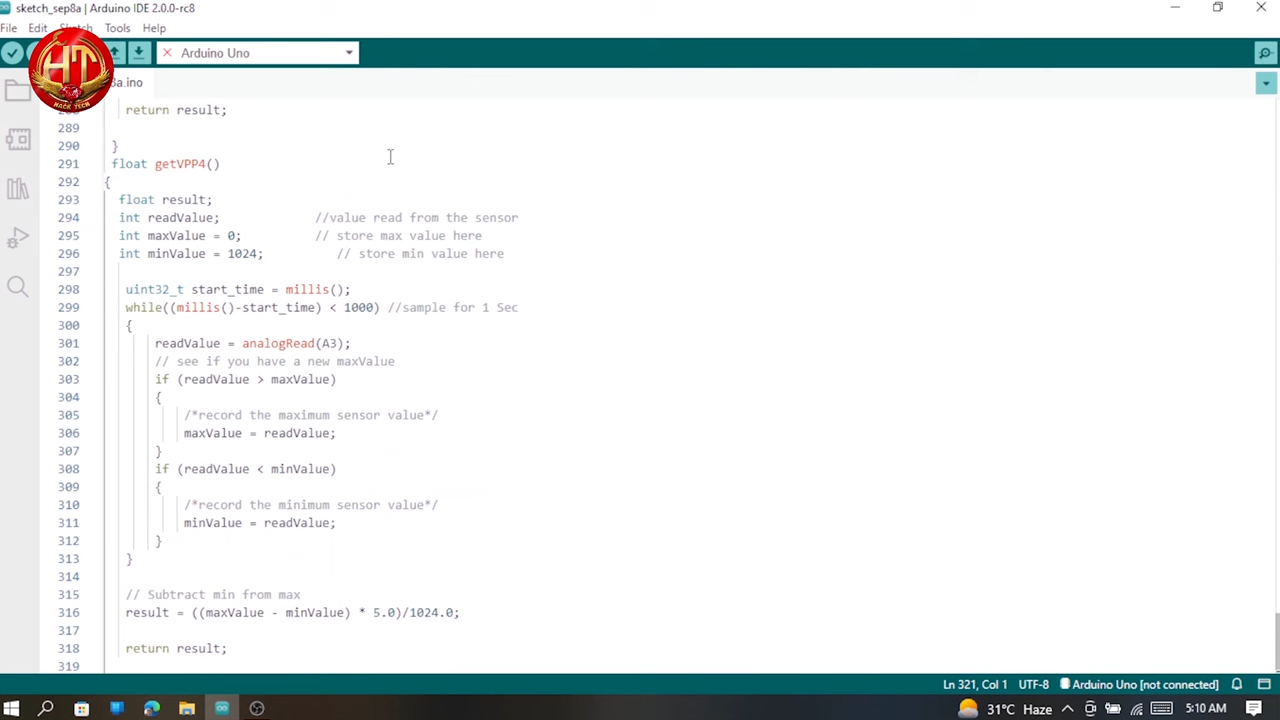 sketch_sep8a | Arduino IDE 2.0.0-rc8
File Edit Sketch Tools Help
Arduino Uno
HT
HACK TECH
8a.ino
return result;
289
290 }
291 float getVPP4()
292 {
293 float result;
294 int readValue; //value read from the sensor
295 int maxValue = 0; // store max value here
296 int minValue = 1024; // store min value here
297
298 uint32_t start_time = millis();
299 while((millis()-start_time) < 1000) //sample for 1 Sec
300 {
301 readValue = analogRead(A3);
302 // see if you have a new maxValue
303 if (readValue > maxValue)
304 {
305 /*record the maximum sensor value*/
306 maxValue = readValue;
307 }
308 if (readValue < minValue)
309 {
310 /*record the minimum sensor value*/
311 minValue = readValue;
312 }
313 }
314
315 // Subtract min from max
316 result = ((maxValue - minValue) * 5.0)/1024.0;
317
318 return result;
319
Ln 321, Col 1 UTF-8 Arduino Uno [not connected]
31°C Haze 5:10 AM